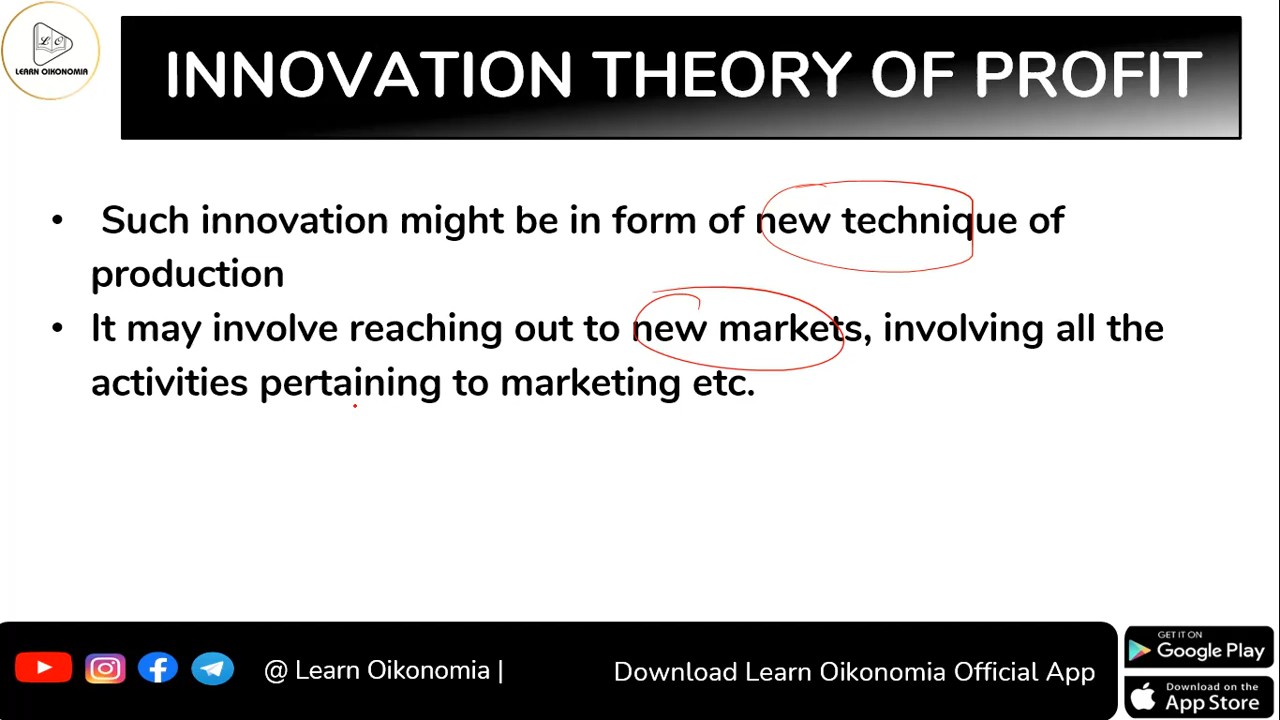 LO
LEARN OIKONOMIA
INNOVATION THEORY OF PROFIT
• Such innovation might be in form of new technique of
production
• It may involve reaching out to new markets, involving all the
activities pertaining to marketing etc.
@ Learn Oikonomia |
Download Learn Oikonomia Official App
GET IT ON
Google Play
Download on the
App Store